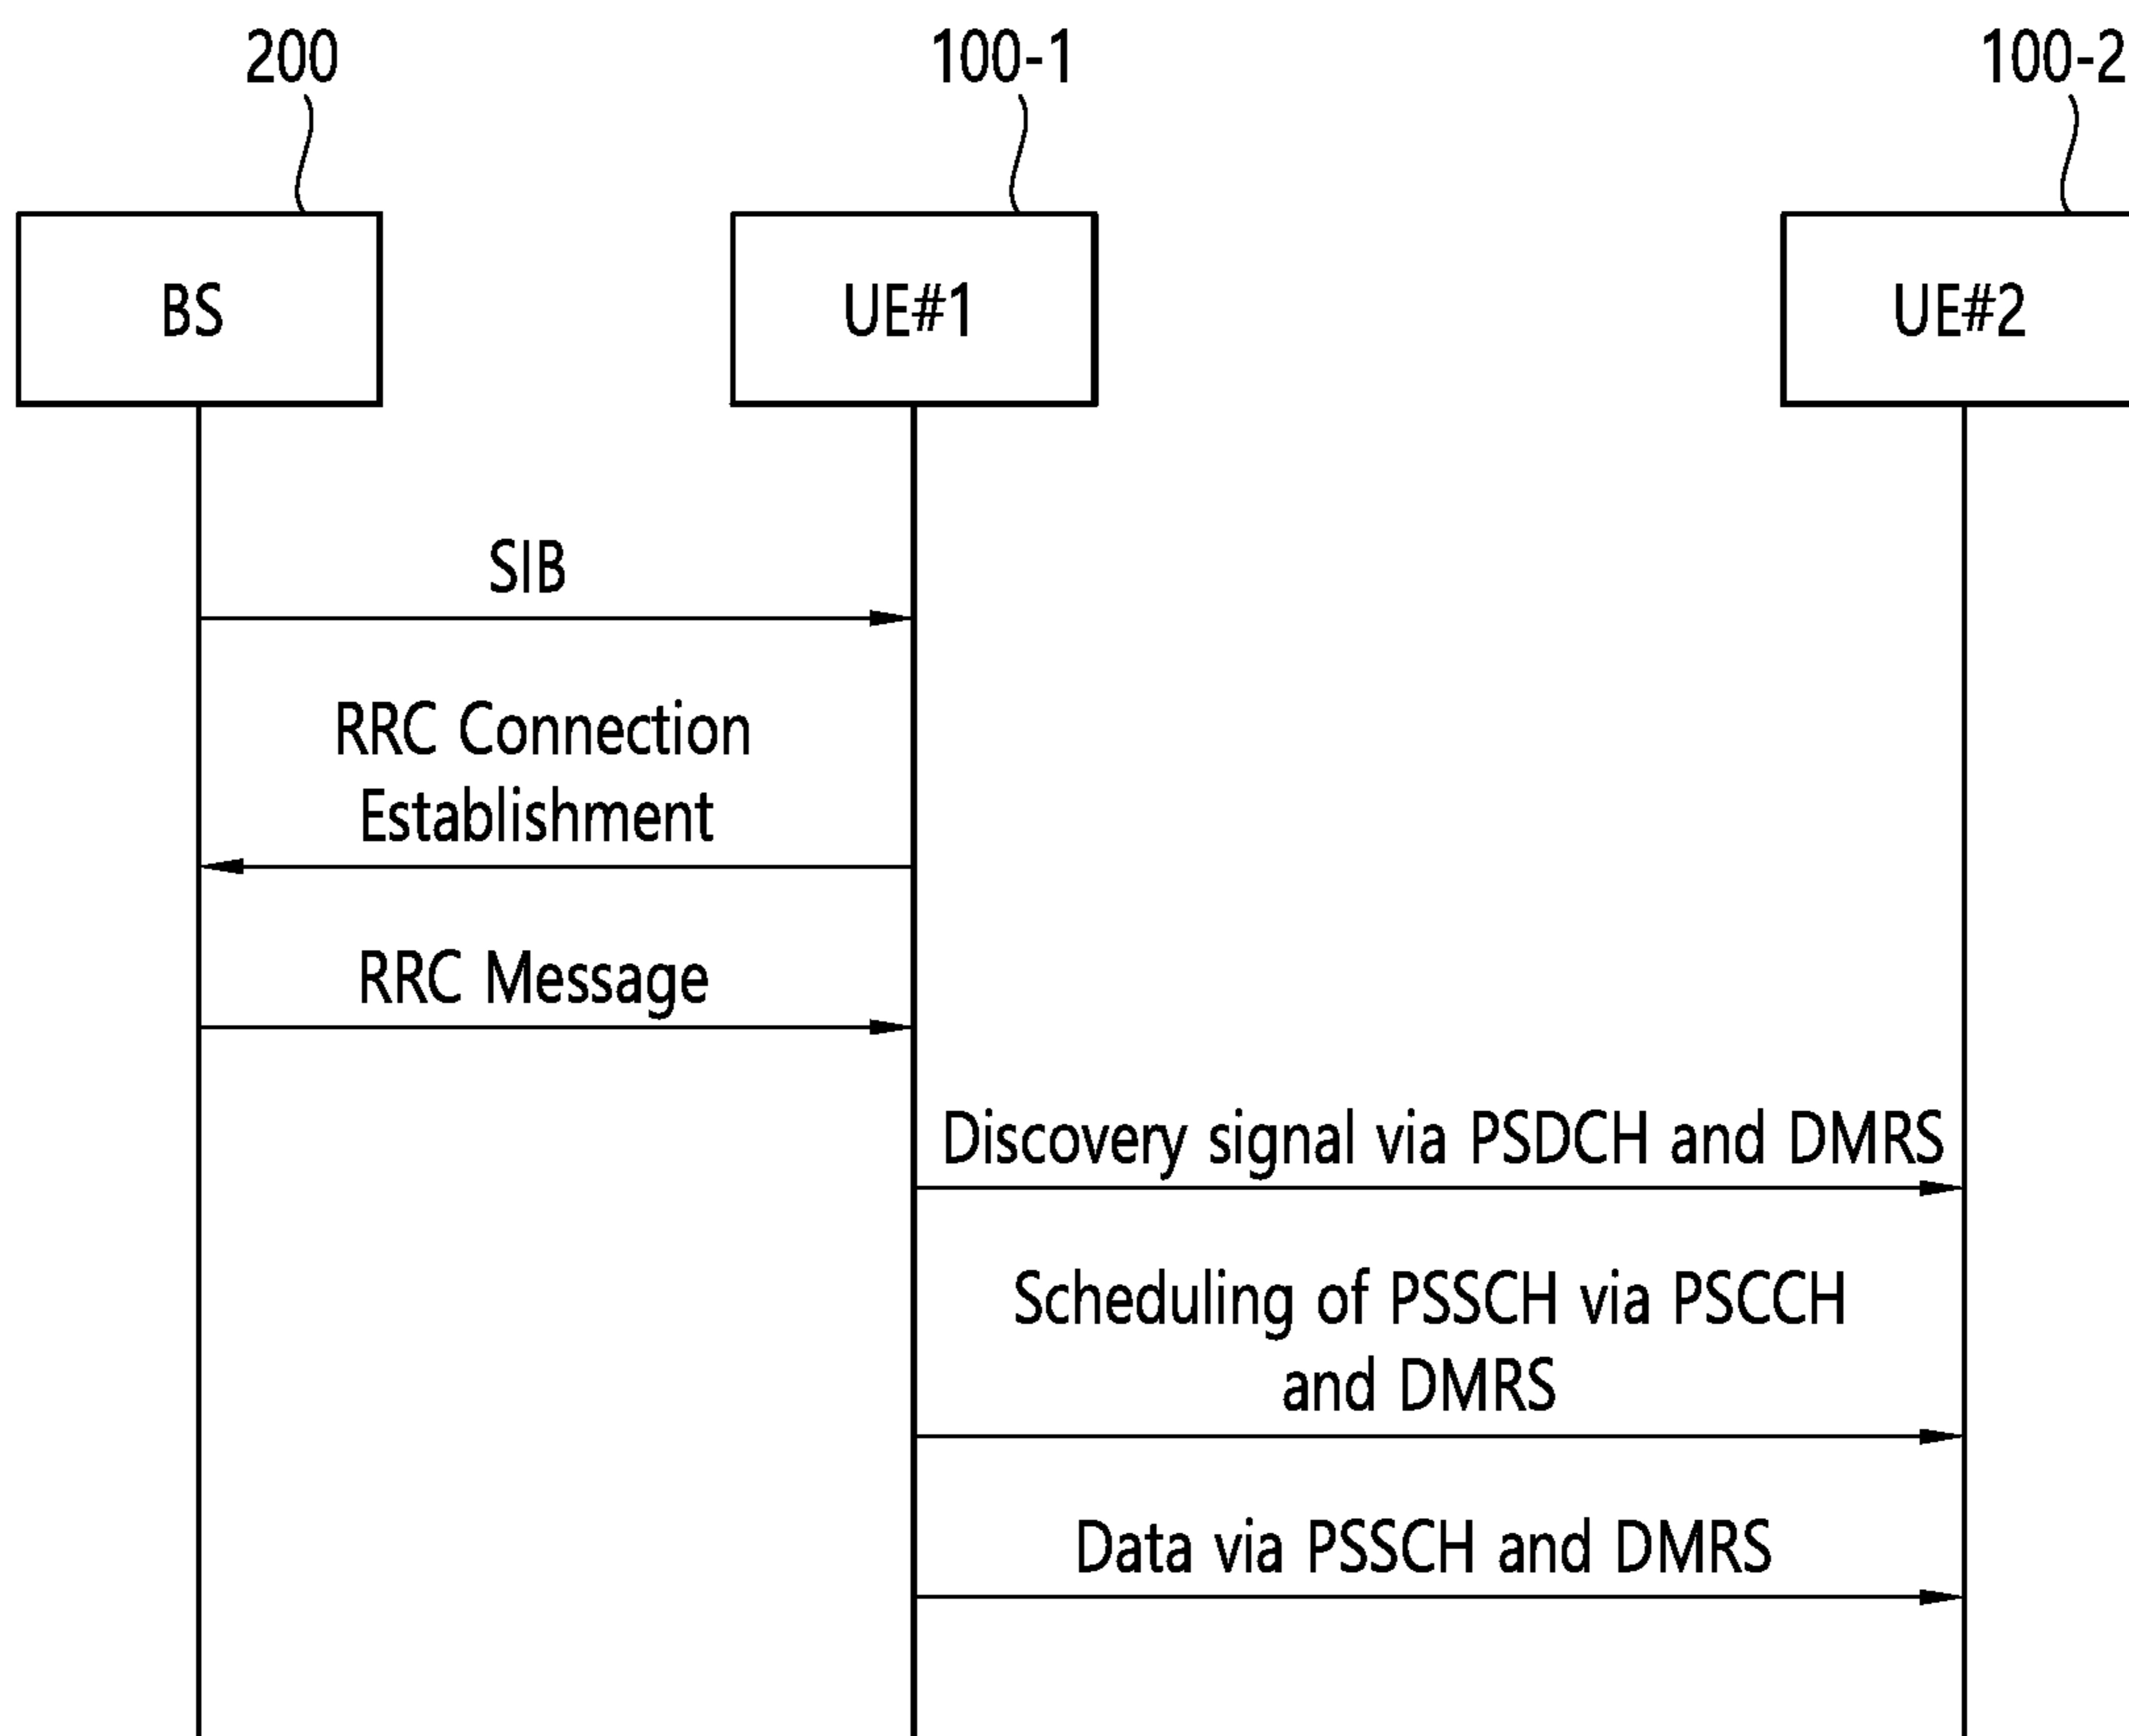 200
100-1
100-2
BS
UE#1
UE#2
SIB
RRC Connection
Establishment
RRC Message
Discovery signal via PSDCH and DMRS
Scheduling of PSSCH via PSCCH
and DMRS
Data via PSSCH and DMRS